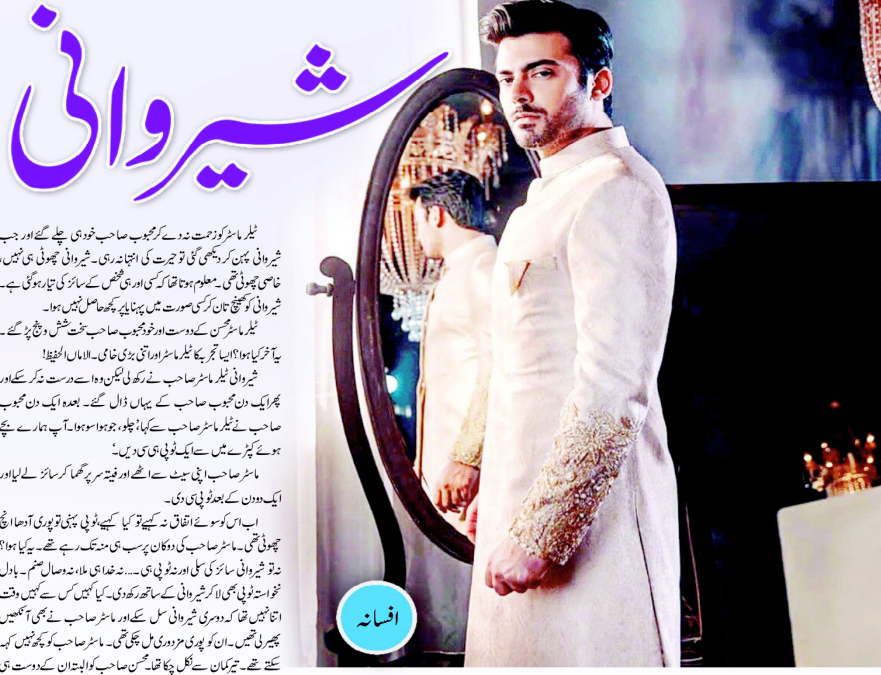 شیروانی
ٹیلر ماسٹر کو زحمت نہ دے کر محبوب صاحب خود ہی چلے گئے اور جب
شیروانی پہن کر دیکھی گئی تو حیرت کی انتہا نہ رہی۔ شیروانی چھوٹی ہی نہیں،
خاصی چھوٹی تھی۔ معلوم ہوتا تھا کہ کسی اور ہی شخص کے سائز کی تیار ہو گئی ہے۔
شیروانی کو کھینچ تان کر کسی صورت میں پہنایا پر کچھ حاصل نہیں ہوا۔
ٹیلر ماسٹر محسن کے دوست اور خود محبوب صاحب سخت شش و پنج پڑ گئے۔
یہ آخر کیا ہوا؟ ایسا تجربہ کا ٹیلر ماسٹر اور اتنی بڑی خامی۔ الاماں الحفیظ!
شیروانی ٹیلر ماسٹر صاحب نے رکھ لی لیکن وہ اسے درست نہ کر سکے اور
پھر ایک دن محبوب صاحب کے یہاں ڈال گئے۔ بعدہ ایک دن محبوب
صاحب نے ٹیلر ماسٹر صاحب سے کہا، ’چلو، جو ہوا سو ہوا۔ آپ ہمارے بچے
ہوئے کپڑے میں سے ایک ٹوپی ہی سی دیں۔‘
ماسٹر صاحب اپنی سیٹ سے اٹھے اور فیتہ سر پر گھما کر سائز لے لیا اور
ایک دو دن کے بعد ٹوپی سی دی۔
اب اس کو سوئے اتفاق نہ کہیے تو کیا کہیے، ٹوپی پہنی تو پوری آدھا انچ
چھوٹی تھی۔ ماسٹر صاحب کی دوکان پر سب ہی منہ تک رہے تھے۔ یہ کیا ہوا؟
نہ تو شیروانی سائز کی سلی اور نہ ٹوپی ہی۔ .... نہ خدا ہی ملا، نہ وصال صنم۔ بادل
نخواستہ ٹوپی بھی لا کر شیروانی کے ساتھ رکھ دی۔ کیا کہیں کس سے کہیں وقت
اتنا نہیں تھا کہ دوسری شیروانی سل سکے اور ماسٹر صاحب نے بھی آنکھیں
پھیر لی تھیں۔ ان کو پوری مزدوری مل چکی تھی۔ ماسٹر صاحب کو کچھ نہیں کہہ
سکتے تھے۔ تیر کمان سے نکل چکا تھا۔ محسن صاحب کو البتہ ان کے دوست ہی
افسانہ